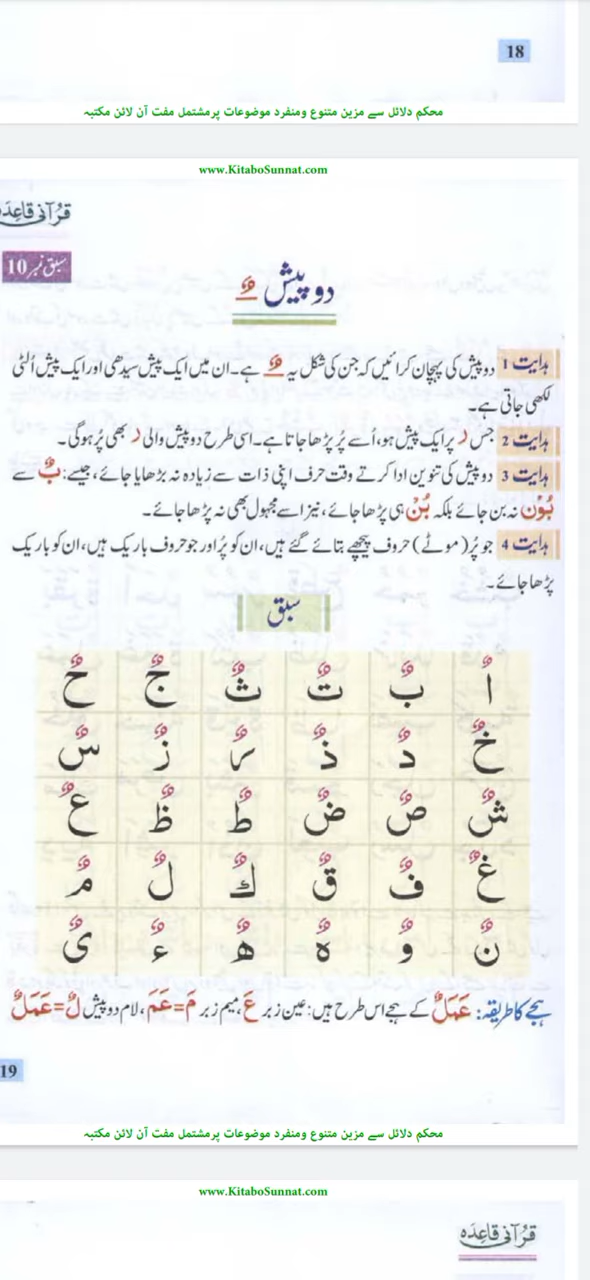 18
محکم دلائل سے مزین متنوع ومنفرد موضوعات پر مشتمل مفت آن لائن مکتبہ
www.KitaboSunnat.com
قرآنی قاعدہ
سبق نمبر 10
دو پیش ـٌ
ہدایت 1 دو پیش کی پہچان کرائیں کہ جن کی شکل یہ ـٌ ہے۔ ان میں ایک پیش سیدھی اور ایک پیش اُلٹی
لکھی جاتی ہے۔
ہدایت 2 جس ر پر ایک پیش ہو، اُسے پُر پڑھا جاتا ہے۔ اسی طرح دو پیش والی ر بھی پُر ہوگی۔
ہدایت 3 دو پیش کی تنوین ادا کرتے وقت حرف اپنی ذات سے زیادہ نہ بڑھایا جائے، جیسے: بٌ سے
بُوْن نہ بن جائے بلکہ بُنْ ہی پڑھا جائے، نیز اسے مجہول بھی نہ پڑھا جائے۔
ہدایت 4 جو پُر (موٹے) حروف پیچھے بتائے گئے ہیں، ان کو پُر اور جو حروف باریک ہیں، ان کو باریک
پڑھا جائے۔
سبق
اٌ بٌ تٌ ثٌ جٌ حٌ
خٌ دٌ ذٌ رٌ زٌ سٌ
شٌ صٌ ضٌ طٌ ظٌ عٌ
غٌ فٌ قٌ كٌ لٌ مٌ
نٌ وٌ ہٌ ھٌ ءٌ یٌ
ہجے کا طریقہ: عَمَلٌ کے ہجے اس طرح ہیں: عین زبر عَ، میم زبر مَ=عَمَ، لام دو پیش لٌ=عَمَلٌ
19
محکم دلائل سے مزین متنوع ومنفرد موضوعات پر مشتمل مفت آن لائن مکتبہ
www.KitaboSunnat.com
قرآنی قاعدہ